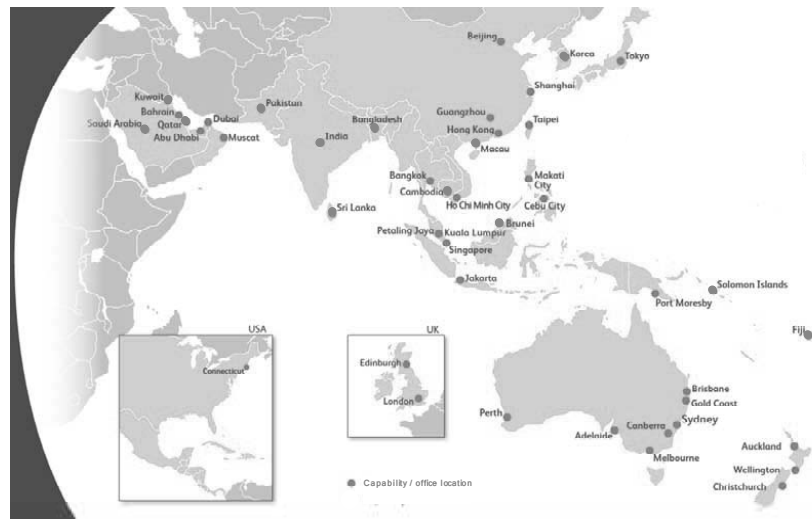 Beijing
Korea
Tokyo
Shanghai
Kuwait
Bahrain
Dubai
Pukistun
Saudi Arabia
Qatar
Abu Dhabi
Muscat
India
Bangladesh
Guangzhou
Hong Kong
Taipei
Macau
Bangkok
Makati
City
Cambodia
Ho Chi Minh City
Cebu City
Sri Lanka
Brunei
Petaling Jaya
Kuala Lumpur
Singapore
Jakarta
Solomon Islands
Port Moresby
USA
Connecticut
UK
Edinburgh
London
Fiji
Brisbane
Gold Coast
Perth
Sydney
Canberra
Adelaide
Melbourne
Auckland
Wellington
Christchurch
Capability / office location